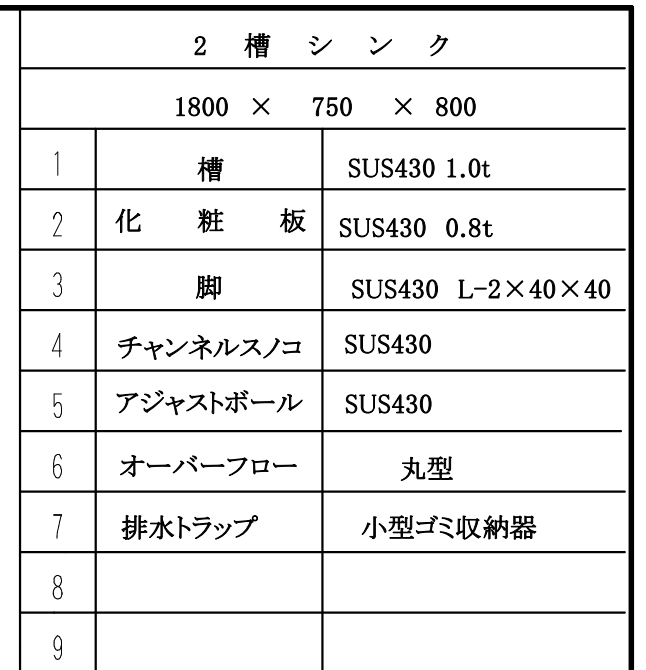 2 槽 シ ン ク
1800 × 750 × 800
1 槽 SUS430 1.0t
2 化 粧 板 SUS430 0.8t
3 脚 SUS430 L-2×40×40
4 チャンネルスノコ SUS430
5 アジャストボール SUS430
6 オーバーフロー 丸型
7 排水トラップ 小型ゴミ収納器
8
9